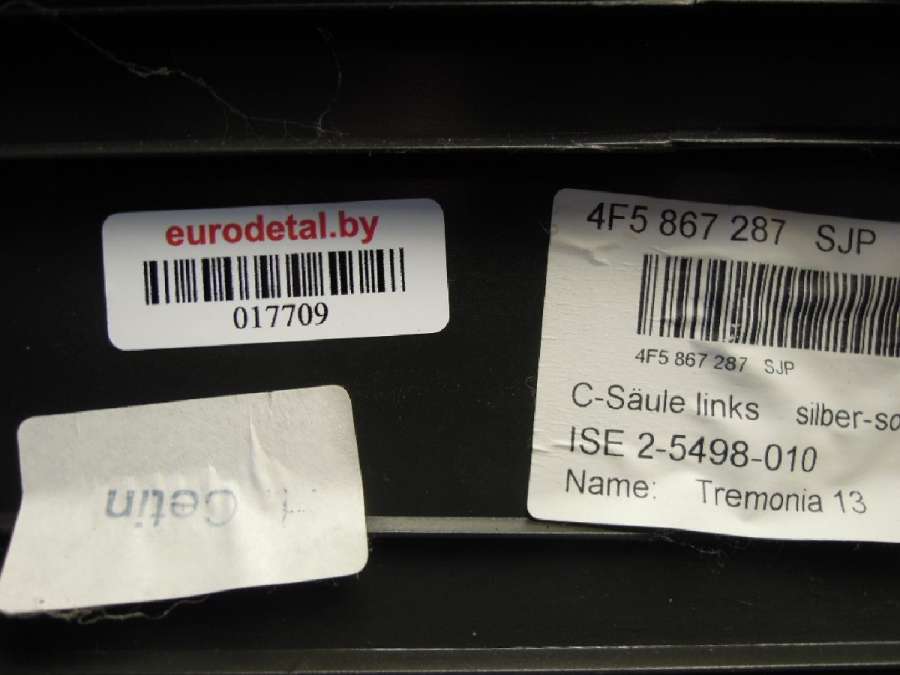 eurodetal.by
017709
4F5 867 287 SJP
4F5 867 287 SJP
C-Säule links silber-so
ISE 2-5498-010
Name: Tremonia 13
Cetin